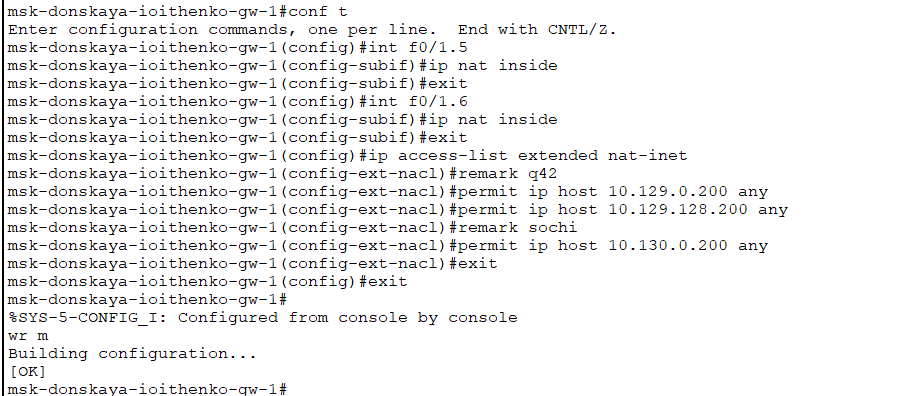 msk-donskaya-ioithenko-gw-1#conf t
Enter configuration commands, one per line.  End with CNTL/Z.
msk-donskaya-ioithenko-gw-1(config)#int f0/1.5
msk-donskaya-ioithenko-gw-1(config-subif)#ip nat inside
msk-donskaya-ioithenko-gw-1(config-subif)#exit
msk-donskaya-ioithenko-gw-1(config)#int f0/1.6
msk-donskaya-ioithenko-gw-1(config-subif)#ip nat inside
msk-donskaya-ioithenko-gw-1(config-subif)#exit
msk-donskaya-ioithenko-gw-1(config)#ip access-list extended nat-inet
msk-donskaya-ioithenko-gw-1(config-ext-nacl)#remark q42
msk-donskaya-ioithenko-gw-1(config-ext-nacl)#permit ip host 10.129.0.200 any
msk-donskaya-ioithenko-gw-1(config-ext-nacl)#permit ip host 10.129.128.200 any
msk-donskaya-ioithenko-gw-1(config-ext-nacl)#remark sochi
msk-donskaya-ioithenko-gw-1(config-ext-nacl)#permit ip host 10.130.0.200 any
msk-donskaya-ioithenko-gw-1(config-ext-nacl)#exit
msk-donskaya-ioithenko-gw-1(config)#exit
msk-donskaya-ioithenko-gw-1#
%SYS-5-CONFIG_I: Configured from console by console
wr m
Building configuration...
[OK]
msk-donskaya-ioithenko-gw-1#